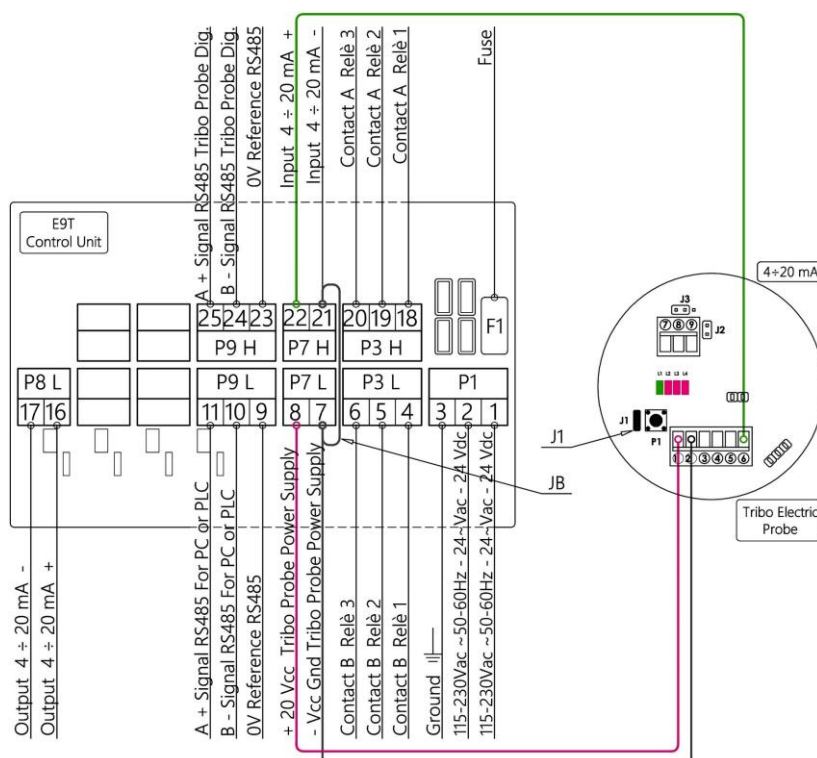 A + Signal RS485 Tribo Probe Dig.
B - Signal RS485 Tribo Probe Dig.
0V Reference RS485
Input 4 ÷ 20 mA +
Input 4 ÷ 20 mA -
Contact A Relè 3
Contact A Relè 2
Contact A Relè 1
Fuse
E9T
Control Unit
4÷20 mA
25 24 23
22 21
20 19 18
F1
P9 H
P7 H
P3 H
J3
7 8 9
J2
L1 L2 L3 L4
P8 L
P9 L
P7 L
P3 L
P1
17 16
11 10 9
8 7
6 5 4
3 2 1
J1
P1
J1
1 2 3 4 5 6
JB
Tribo Electric
Probe
Output 4 ÷ 20 mA -
Output 4 ÷ 20 mA +
A + Signal RS485 For PC or PLC
B - Signal RS485 For PC or PLC
0V Reference RS485
+ 20 Vcc Tribo Probe Power Supply
- Vcc Gnd Tribo Probe Power Supply
Contact B Relè 3
Contact B Relè 2
Contact B Relè 1
Ground
115-230Vac ~50-60Hz - 24~Vac - 24 Vdc
115-230Vac ~50-60Hz - 24~Vac - 24 Vdc